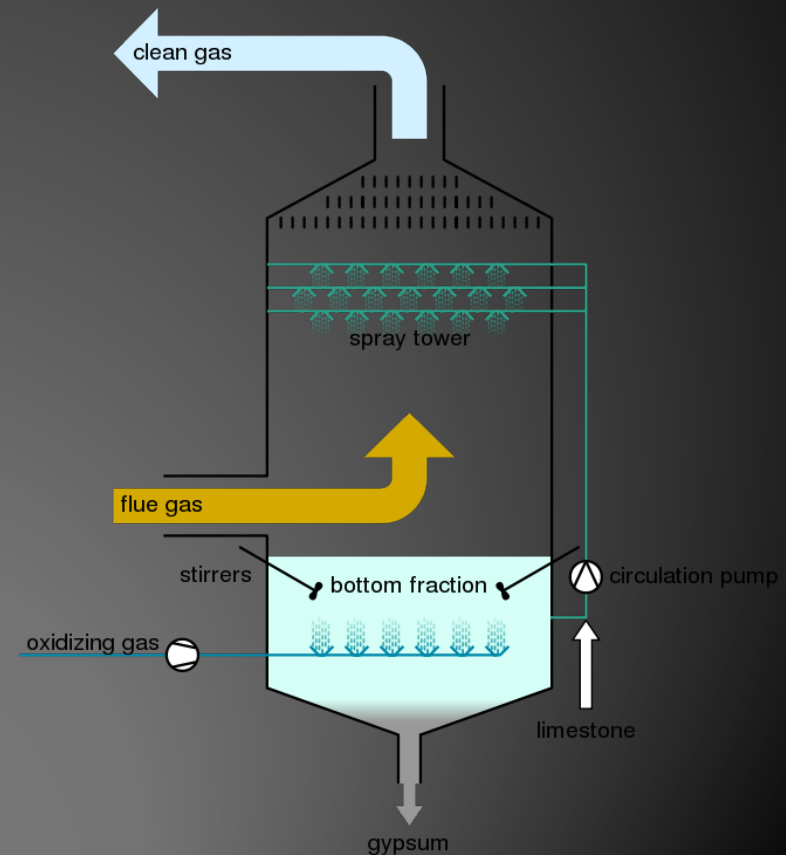 clean gas
spray tower
flue gas
stirrers
bottom fraction
circulation pump
oxidizing gas
limestone
gypsum